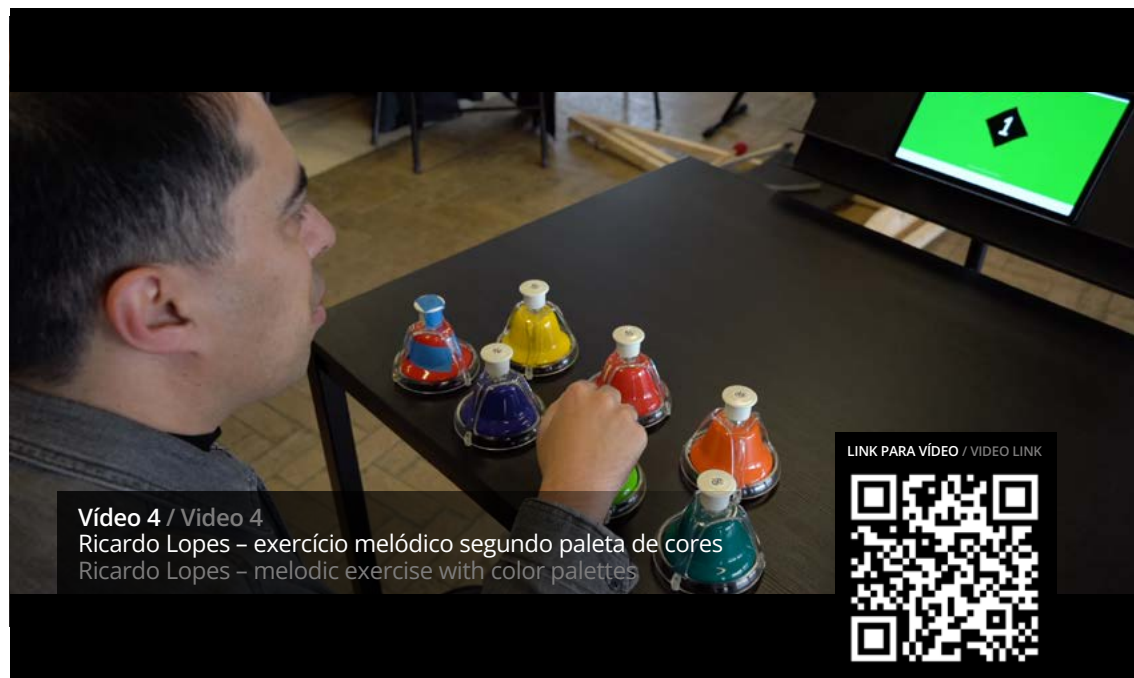 1
LINK PARA VÍDEO / VIDEO LINK
Vídeo 4 / Video 4
Ricardo Lopes – exercício melódico segundo paleta de cores
Ricardo Lopes – melodic exercise with color palettes